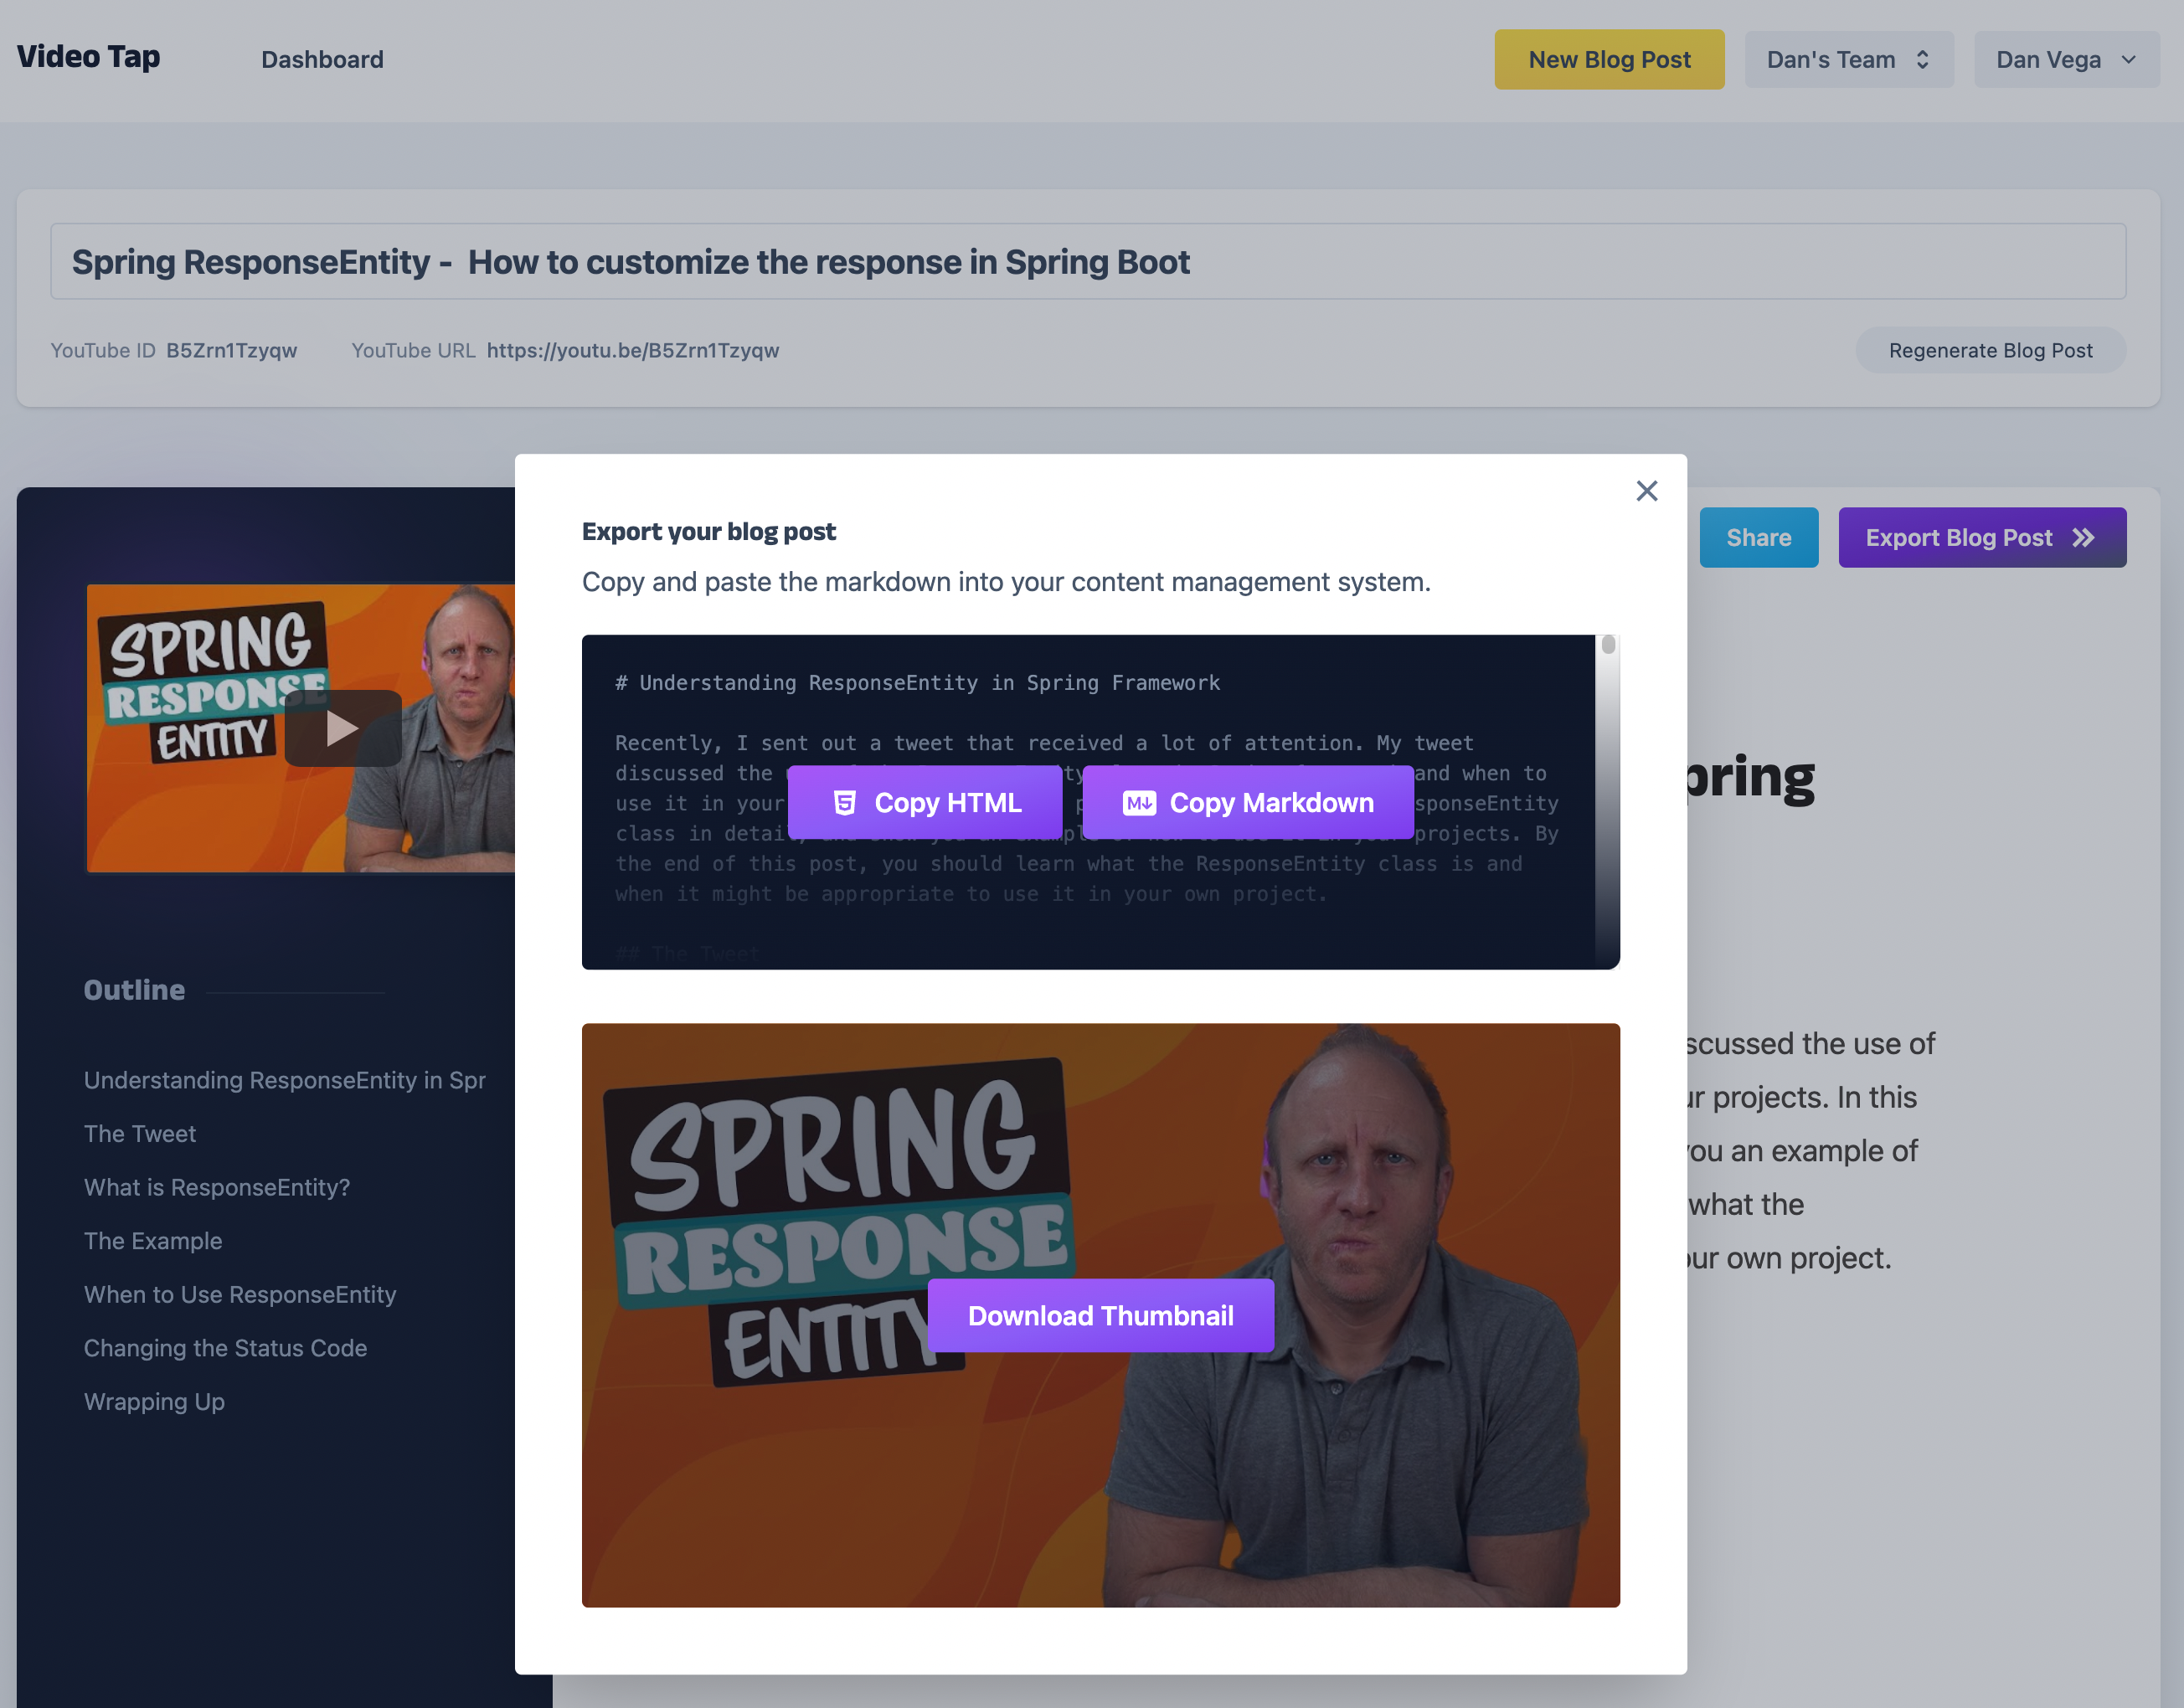 Video Tap
Dashboard
New Blog Post
Dan's Team
Dan Vega
Spring ResponseEntity - How to customize the response in Spring Boot
YouTube ID B5Zrn1Tzyqw
YouTube URL https://youtu.be/B5Zrn1Tzyqw
Regenerate Blog Post
SPRING
RESPONSE
ENTITY
Outline
Understanding ResponseEntity in Spr
The Tweet
What is ResponseEntity?
The Example
When to Use ResponseEntity
Changing the Status Code
Wrapping Up
Export your blog post
Copy and paste the markdown into your content management system.
# Understanding ResponseEntity in Spring Framework
Recently, I sent out a tweet that received a lot of attention. My tweet
discussed the and when to
use it in your
class in detail, projects. By
the end of this post, you should learn what the ResponseEntity class is and
when it might be appropriate to use it in your own project.
## The Tweet
Copy HTML
Copy Markdown
SPRING
RESPONSE
ENTITY
Download Thumbnail
Share
Export Blog Post
pring
scussed the use of
ur projects. In this
you an example of
what the
our own project.